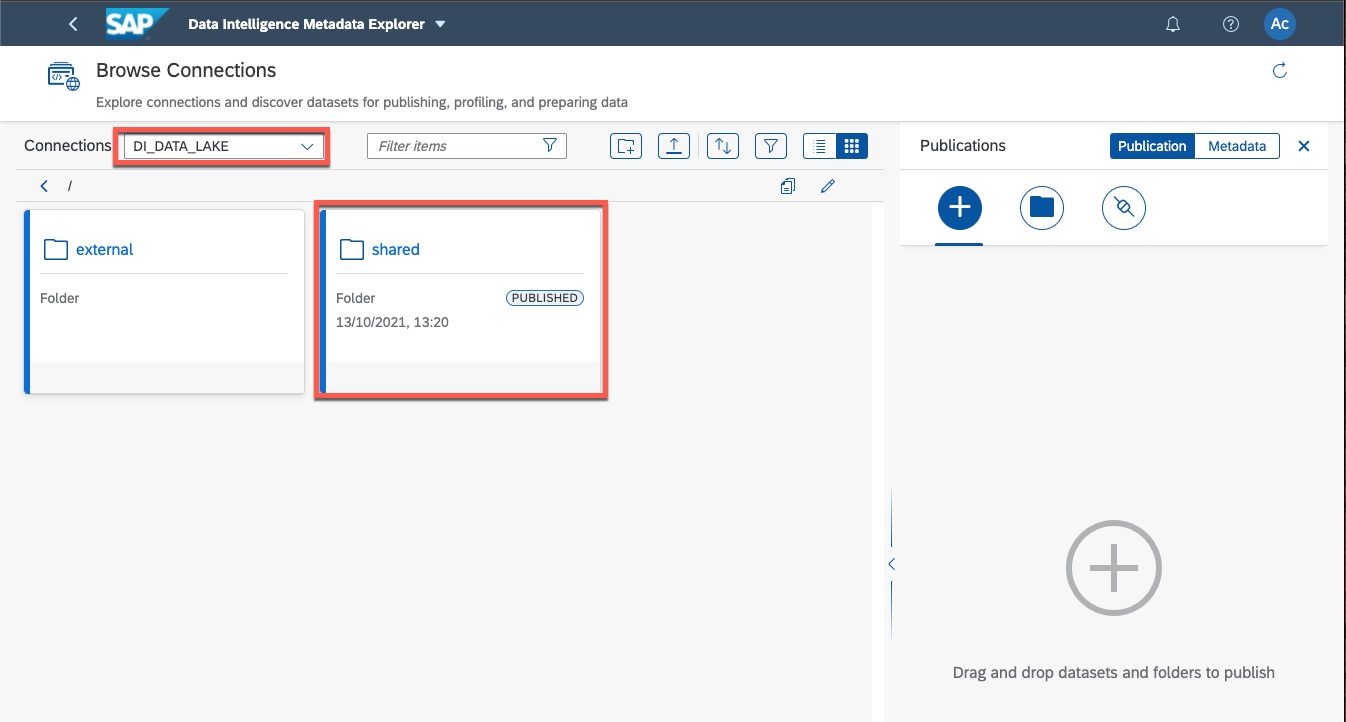 SAP Data Intelligence Metadata Explorer Ac
Browse Connections
Explore connections and discover datasets for publishing, profiling, and preparing data
Connections DI_DATA_LAKE Filter items
Publications Publication Metadata
/
external
Folder
shared
Folder PUBLISHED
13/10/2021, 13:20
Drag and drop datasets and folders to publish